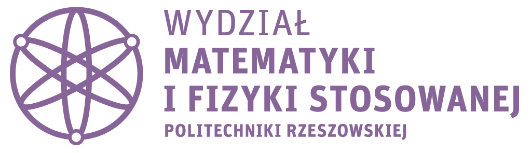 WYDZIAŁ
MATEMATYKI
I FIZYKI STOSOWANEJ
POLITECHNIKI RZESZOWSKIEJ